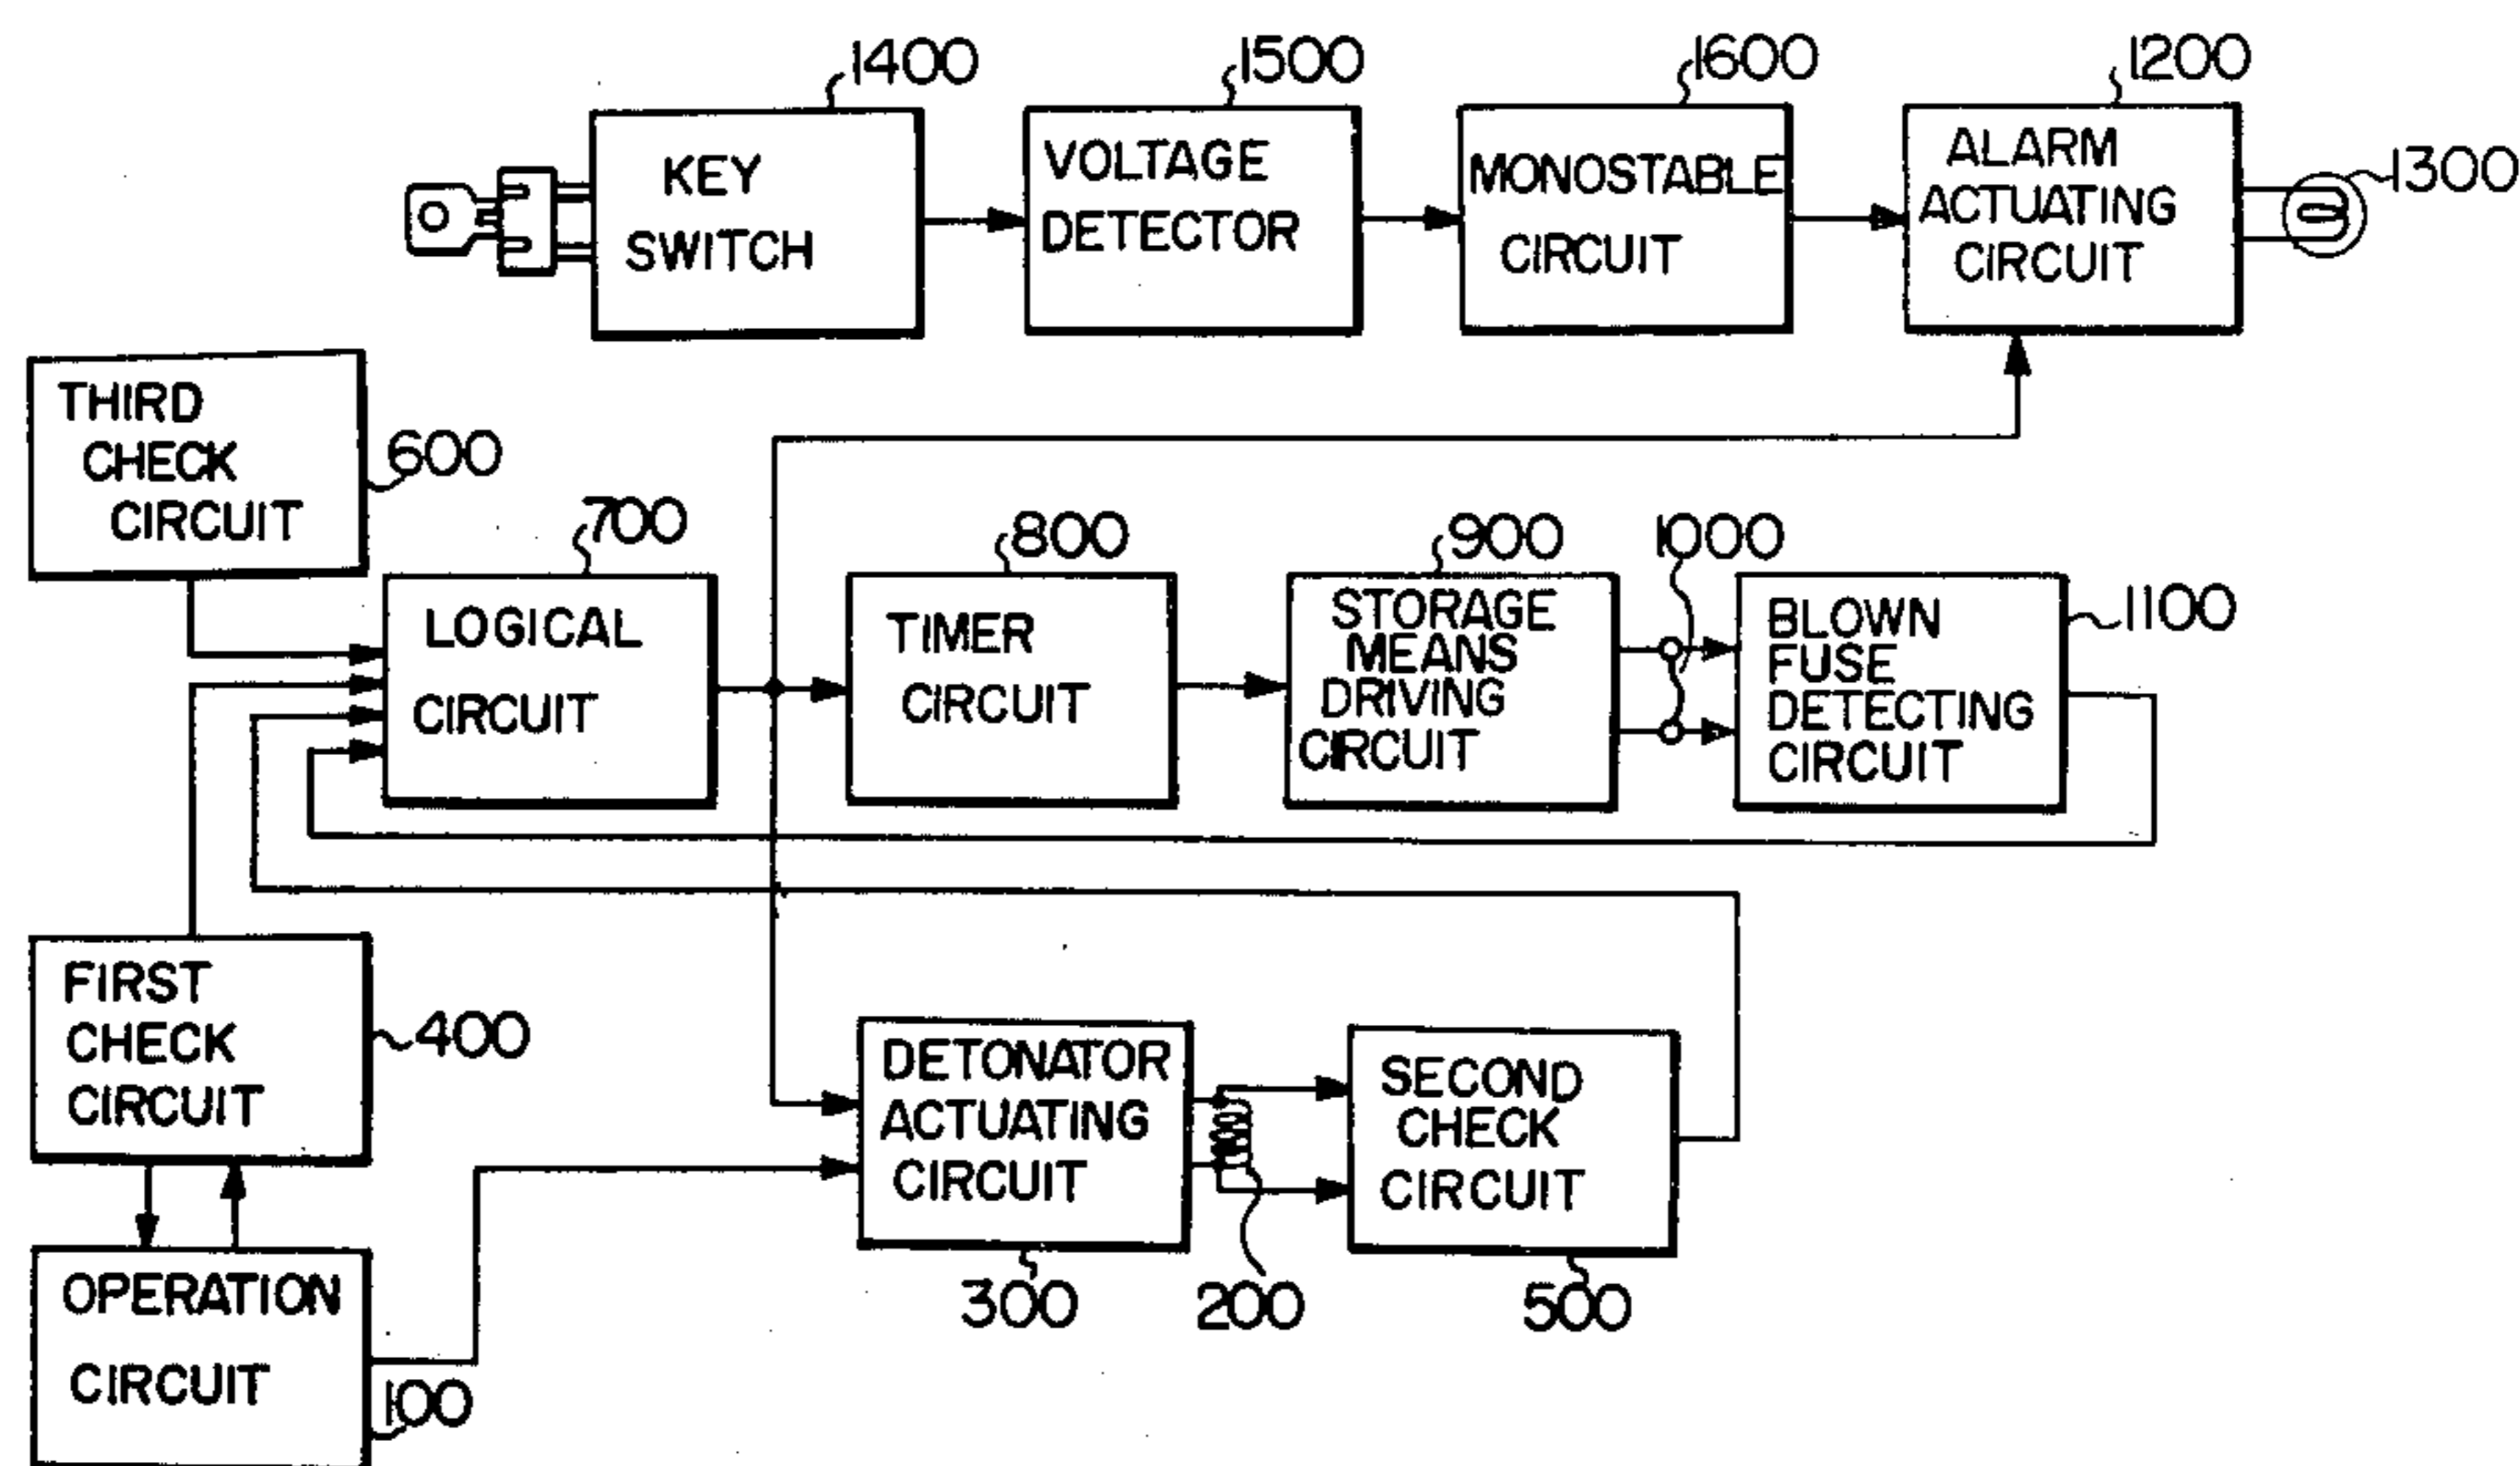 1400
1500
1600
1200
KEY
SWITCH
VOLTAGE
DETECTOR
MONOSTABLE
CIRCUIT
ALARM
ACTUATING
CIRCUIT
1300
THIRD
CHECK
CIRCUIT
600
700
800
900
1000
LOGICAL
CIRCUIT
TIMER
CIRCUIT
STORAGE
MEANS
DRIVING
CIRCUIT
BLOWN
FUSE
DETECTING
CIRCUIT
1100
FIRST
CHECK
CIRCUIT
400
DETONATOR
ACTUATING
CIRCUIT
SECOND
CHECK
CIRCUIT
300
200
500
OPERATION
CIRCUIT
100